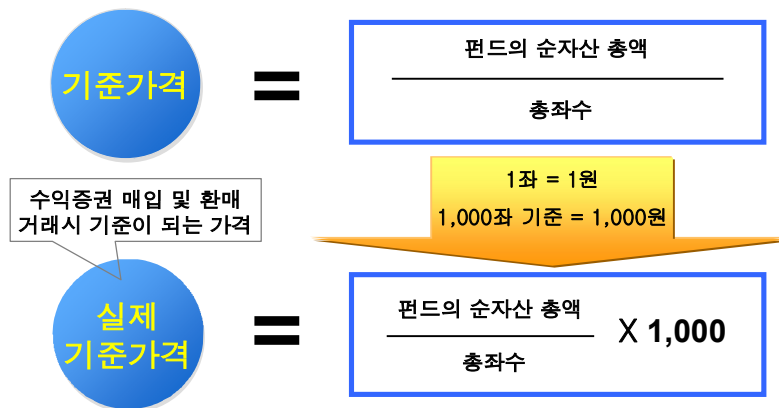 기준가격
=
펀드의 순자산 총액
총좌수
1좌 = 1원
1,000좌 기준 = 1,000원
수익증권 매입 및 환매
거래시 기준이 되는 가격
실제
기준가격
=
펀드의 순자산 총액
총좌수
X 1,000